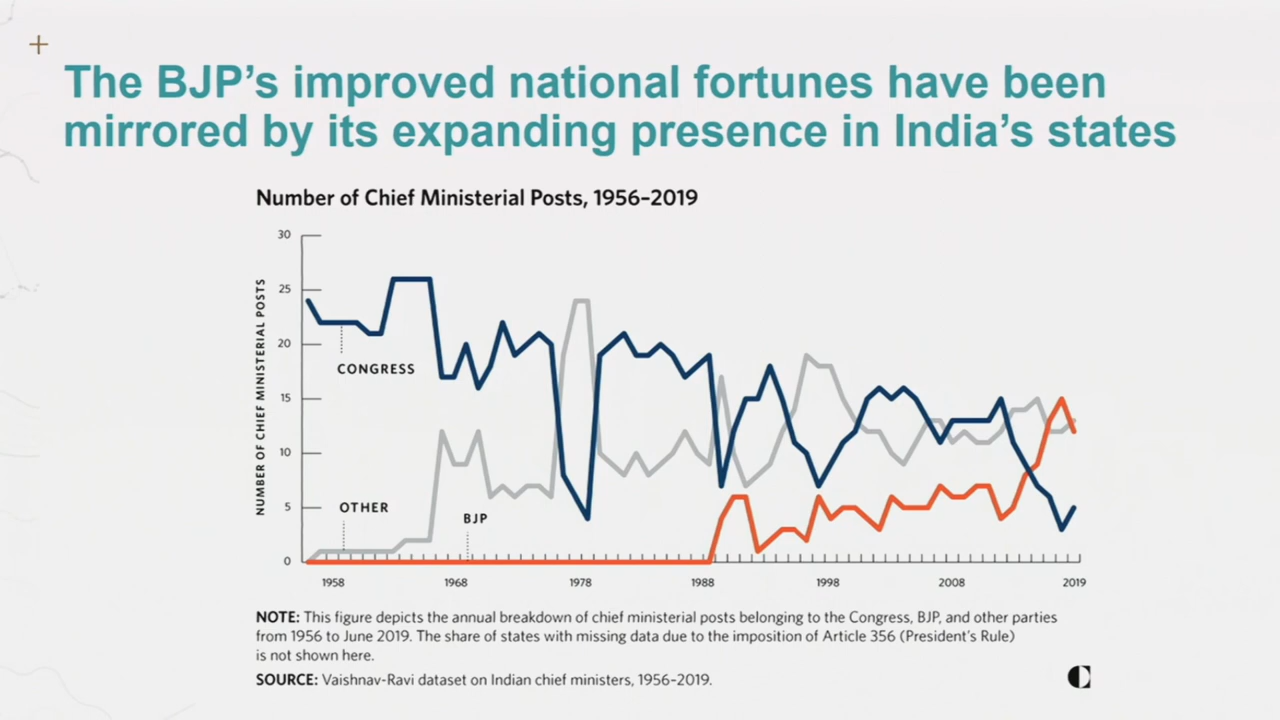 The BJP’s improved national fortunes have been
mirrored by its expanding presence in India’s states
Number of Chief Ministerial Posts, 1956–2019
NUMBER OF CHIEF MINISTERIAL POSTS
30
25
20
15
10
5
0
CONGRESS
OTHER
BJP
1958
1968
1978
1988
1998
2008
2019
NOTE: This figure depicts the annual breakdown of chief ministerial posts belonging to the Congress, BJP, and other parties
from 1956 to June 2019. The share of states with missing data due to the imposition of Article 356 (President’s Rule)
is not shown here.
SOURCE: Vaishnav-Ravi dataset on Indian chief ministers, 1956–2019.